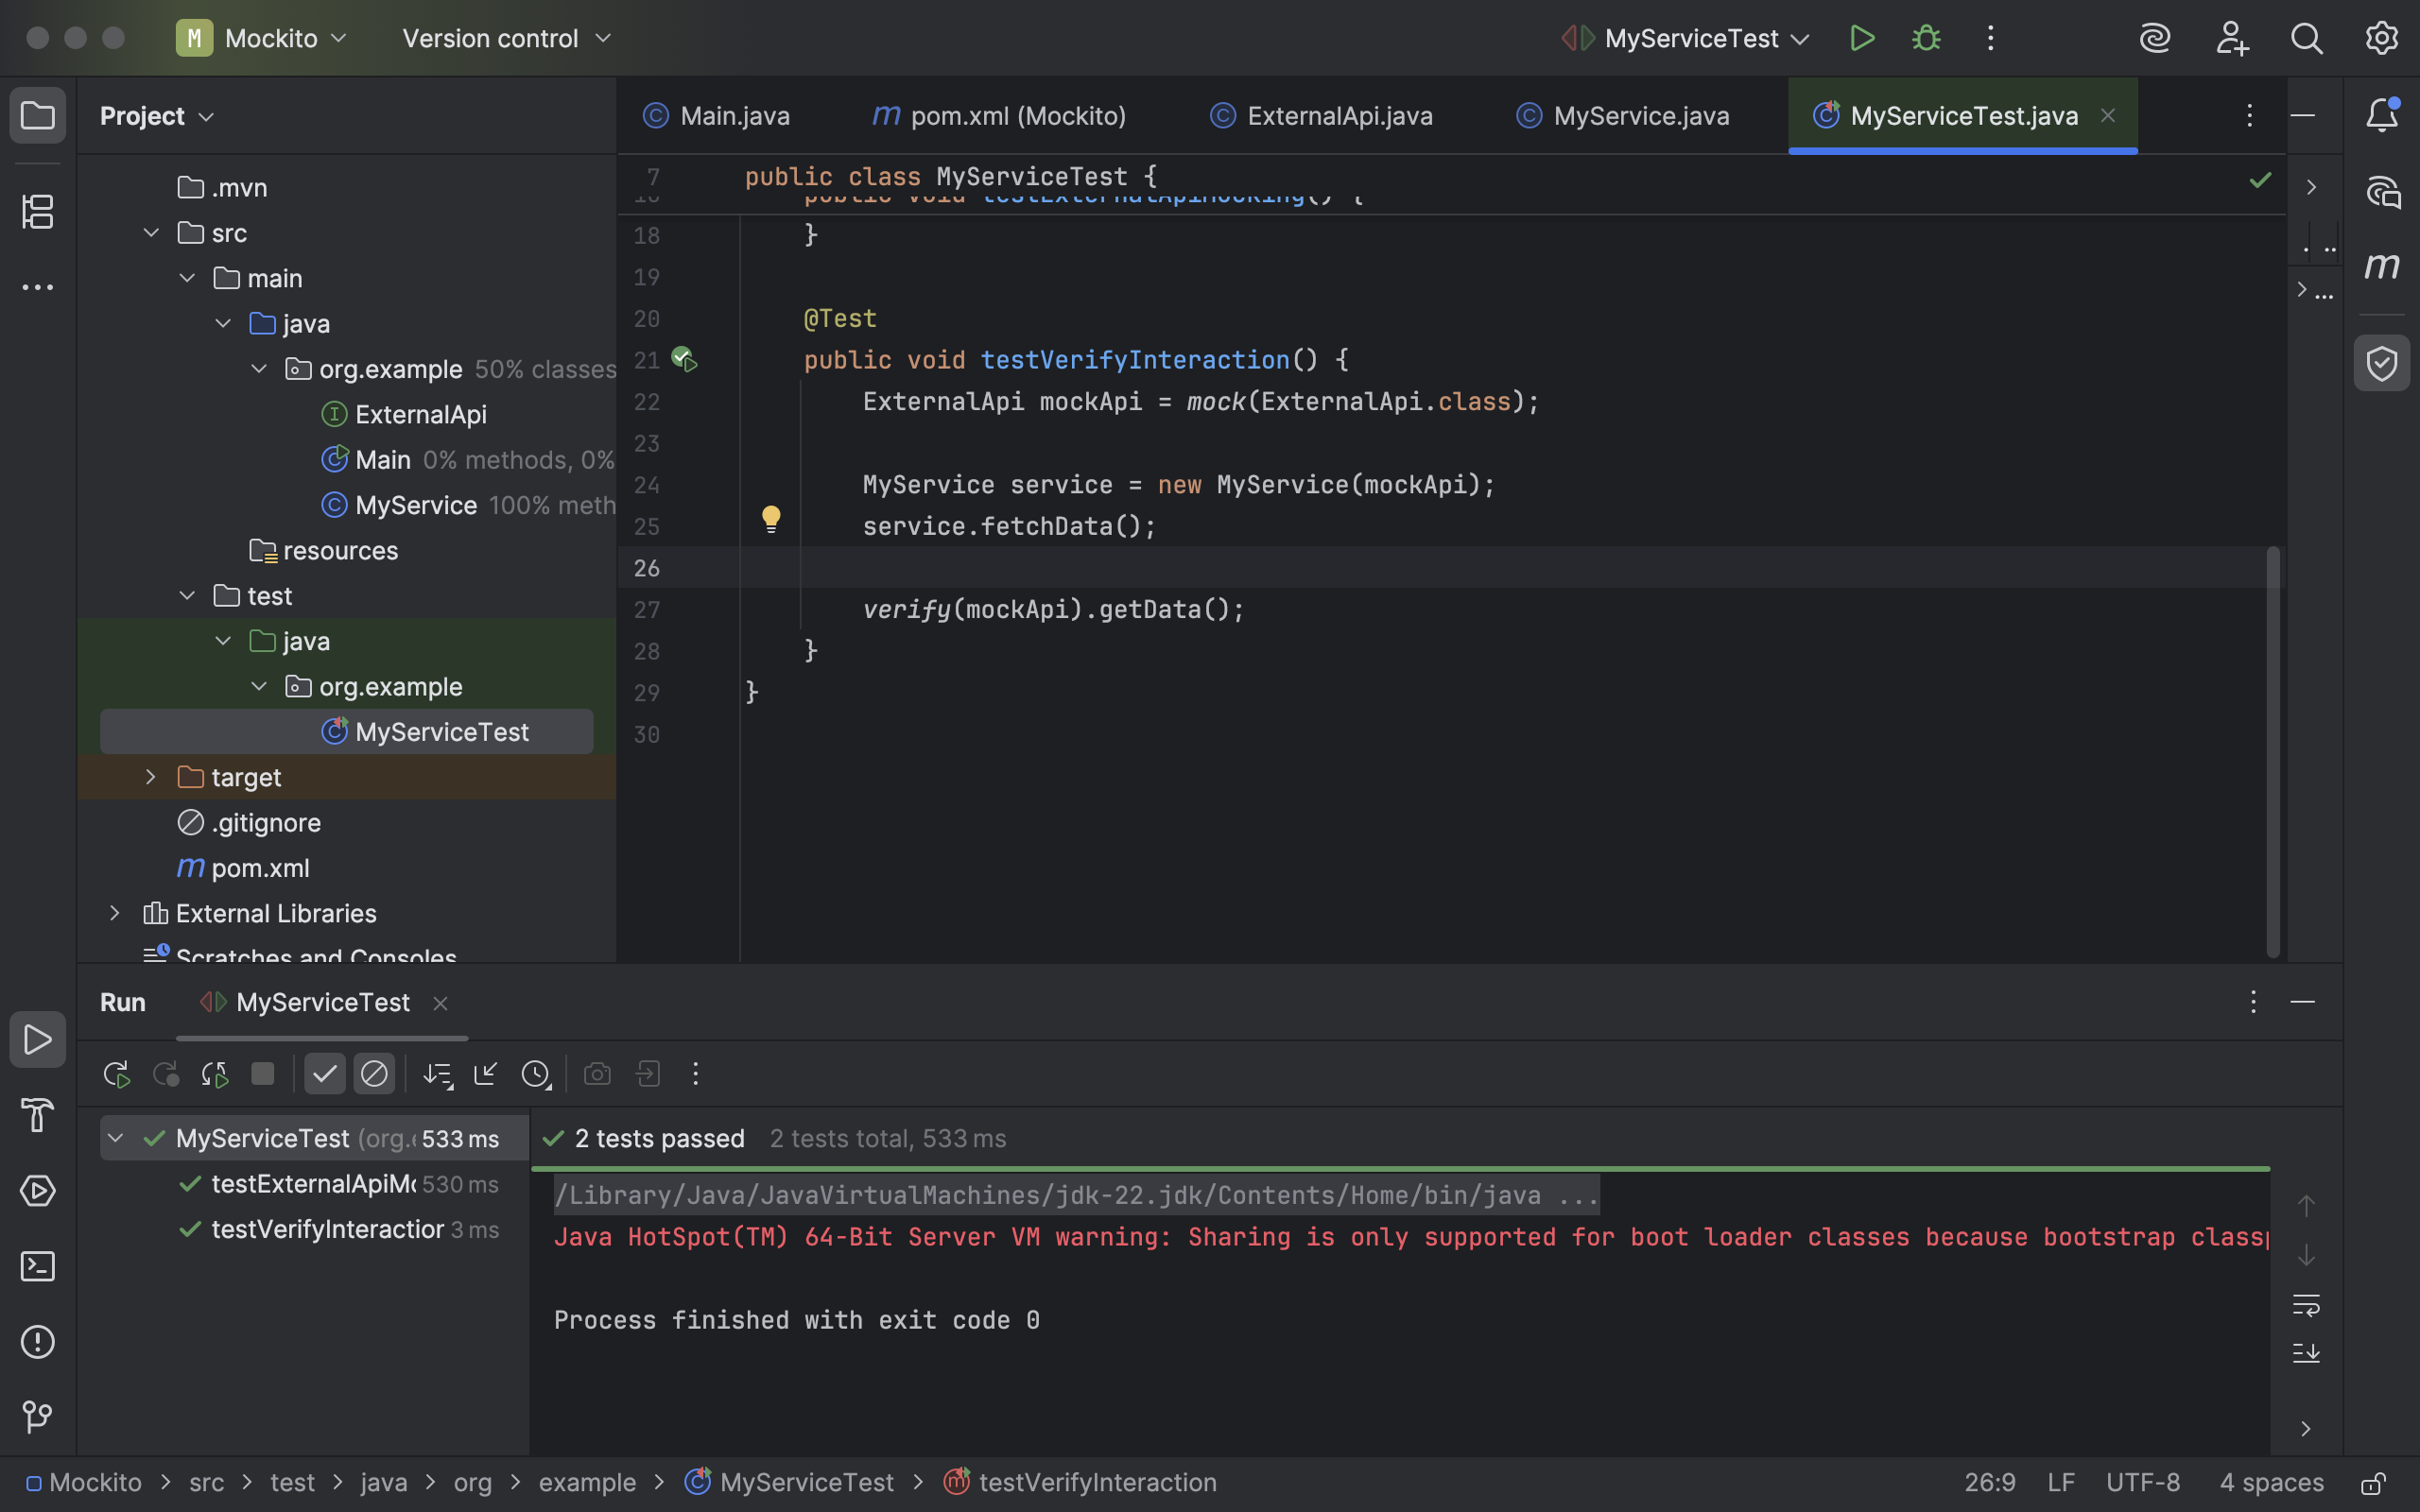 M Mockito Version control MyServiceTest
Project
Main.java pom.xml (Mockito) ExternalApi.java MyService.java MyServiceTest.java
.mvn
src
main
java
org.example 50% classes
ExternalApi
Main 0% methods, 0%
MyService 100% meth
resources
test
java
org.example
MyServiceTest
target
.gitignore
pom.xml
External Libraries
Scratches and Consoles
7 public class MyServiceTest {
public void testExternalApiMocking() {
18 }
19
20 @Test
21 public void testVerifyInteraction() {
22 ExternalApi mockApi = mock(ExternalApi.class);
23
24 MyService service = new MyService(mockApi);
25 service.fetchData();
26
27 verify(mockApi).getData();
28 }
29 }
30
Run MyServiceTest
MyServiceTest (org. 533 ms
testExternalApiMo 530 ms
testVerifyInteraction 3 ms
2 tests passed 2 tests total, 533 ms
/Library/Java/JavaVirtualMachines/jdk-22.jdk/Contents/Home/bin/java ...
Java HotSpot(TM) 64-Bit Server VM warning: Sharing is only supported for boot loader classes because bootstrap class
Process finished with exit code 0
Mockito > src > test > java > org > example > MyServiceTest > testVerifyInteraction
26:9 LF UTF-8 4 spaces